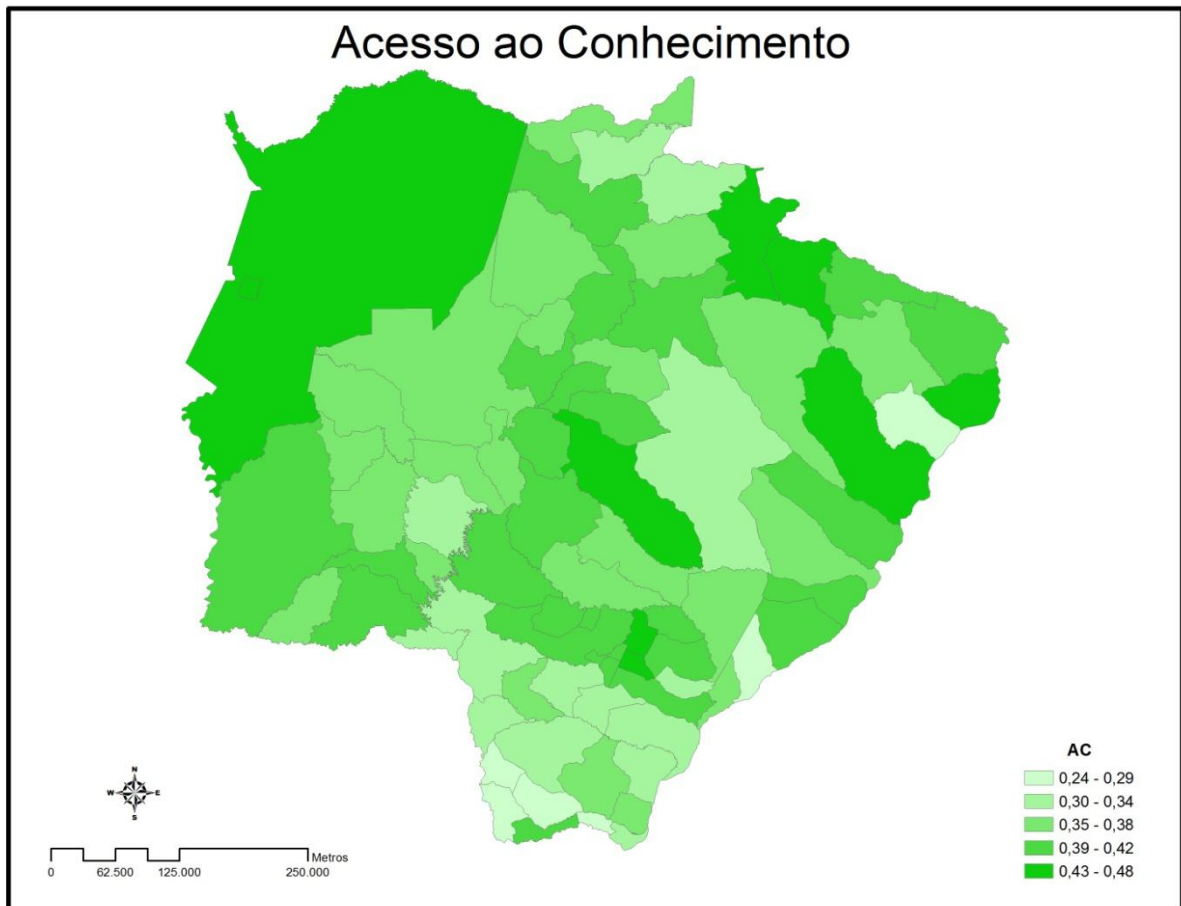 Acesso ao Conhecimento
N
W E
S
Metros
0 62.500 125.000 250.000
AC
0,24 - 0,29
0,30 - 0,34
0,35 - 0,38
0,39 - 0,42
0,43 - 0,48